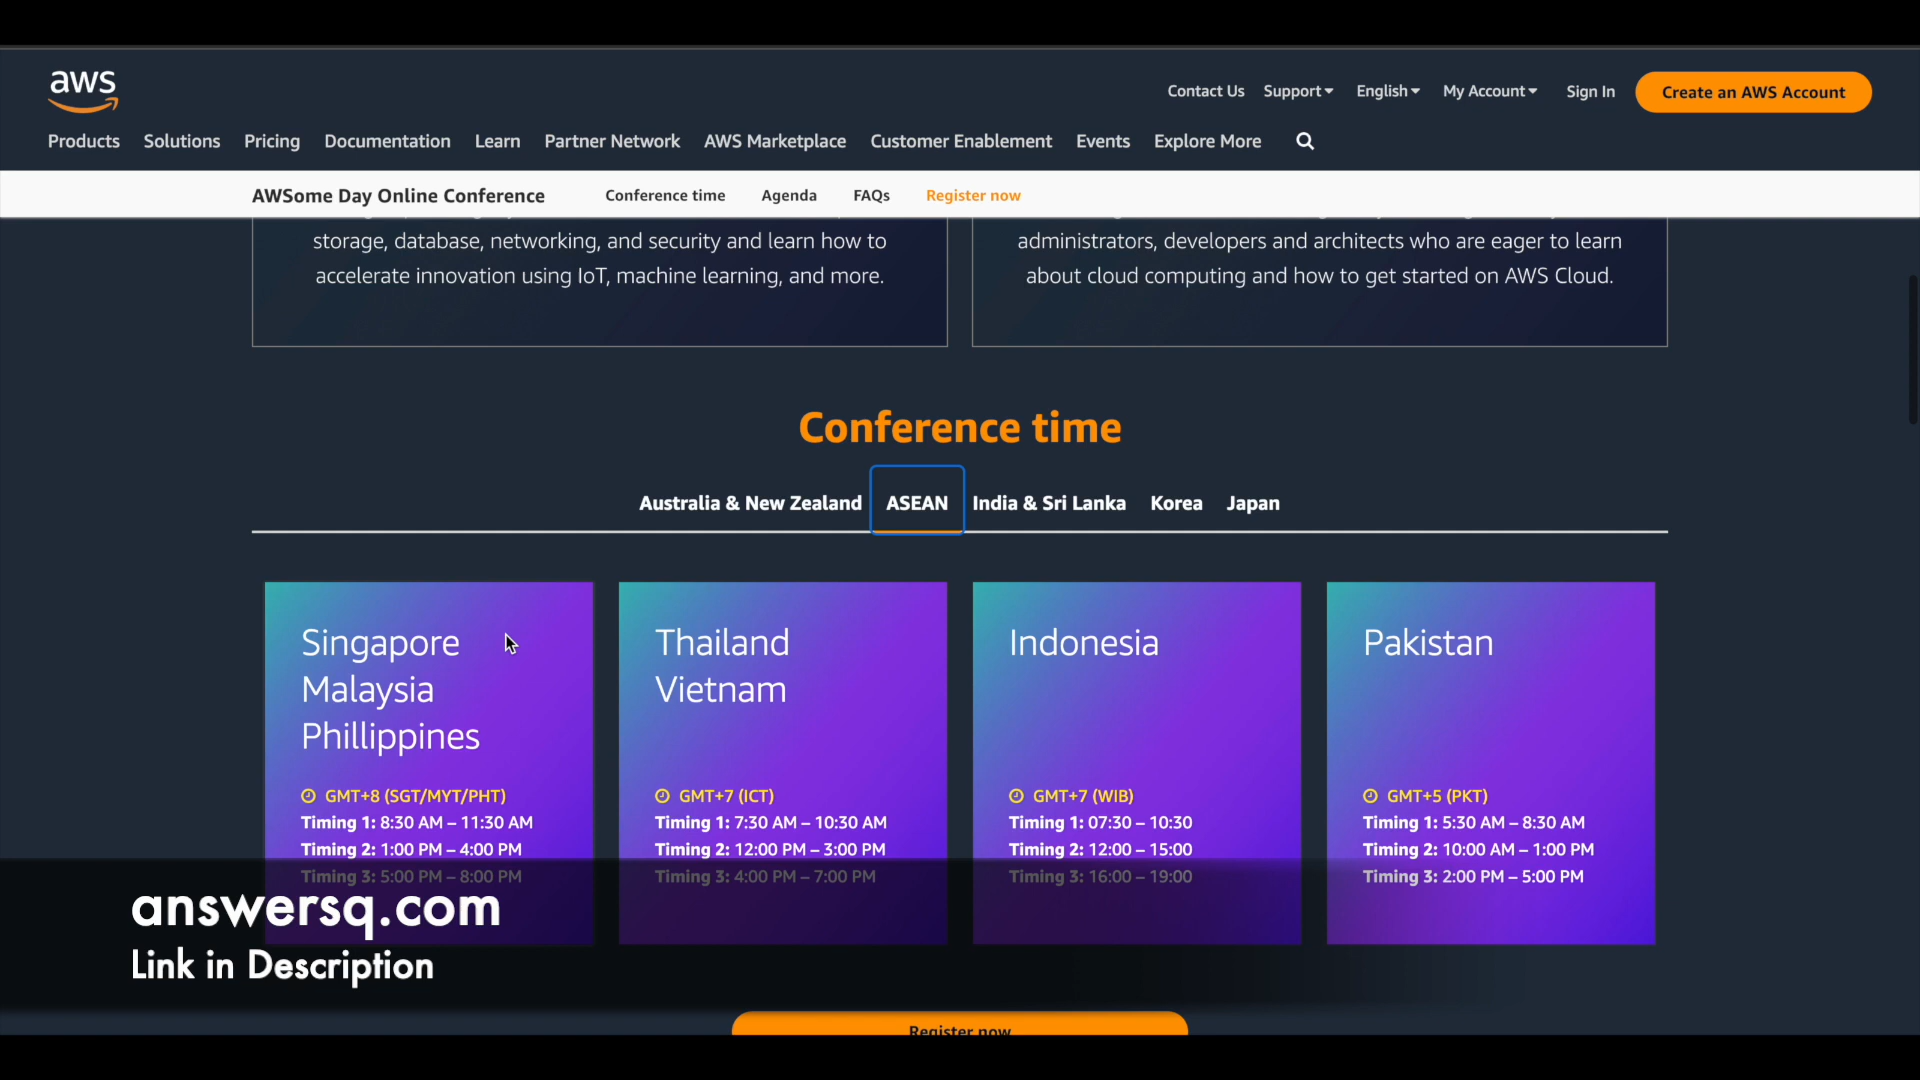 aws
Contact Us Support English My Account Sign In Create an AWS Account
Products Solutions Pricing Documentation Learn Partner Network AWS Marketplace Customer Enablement Events Explore More
AWSome Day Online Conference Conference time Agenda FAQs Register now
storage, database, networking, and security and learn how to
accelerate innovation using IoT, machine learning, and more.
administrators, developers and architects who are eager to learn
about cloud computing and how to get started on AWS Cloud.
Conference time
Australia & New Zealand ASEAN India & Sri Lanka Korea Japan
Singapore
Malaysia
Phillippines
GMT+8 (SGT/MYT/PHT)
Timing 1: 8:30 AM – 11:30 AM
Timing 2: 1:00 PM – 4:00 PM
Timing 3: 5:00 PM – 8:00 PM
Thailand
Vietnam
GMT+7 (ICT)
Timing 1: 7:30 AM – 10:30 AM
Timing 2: 12:00 PM – 3:00 PM
Timing 3: 4:00 PM – 7:00 PM
Indonesia
GMT+7 (WIB)
Timing 1: 07:30 – 10:30
Timing 2: 12:00 – 15:00
Timing 3: 16:00 – 19:00
Pakistan
GMT+5 (PKT)
Timing 1: 5:30 AM – 8:30 AM
Timing 2: 10:00 AM – 1:00 PM
Timing 3: 2:00 PM – 5:00 PM
answersq.com
Link in Description
Register now